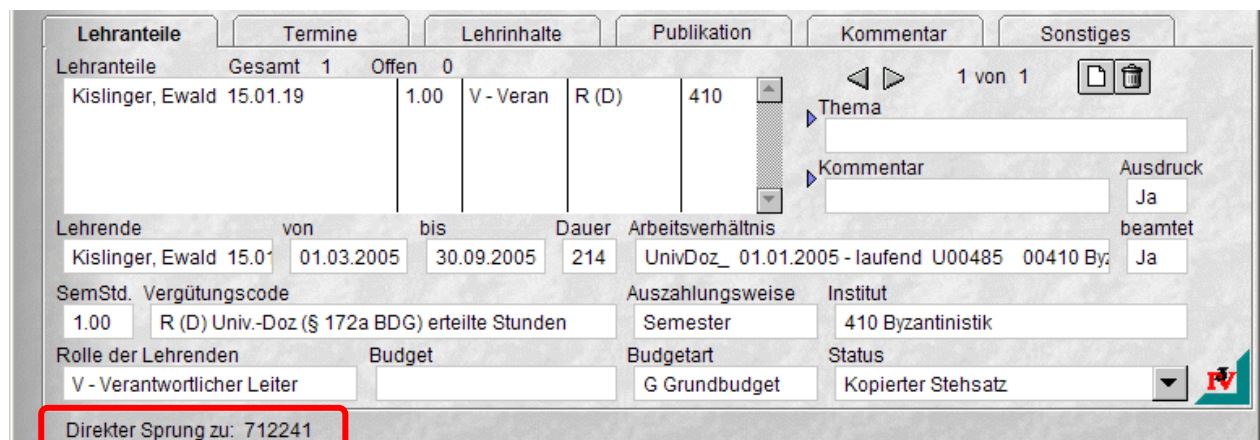 Lehranteile Termine Lehrinhalte Publikation Kommentar Sonstiges
Lehranteile Gesamt 1 Offen 0
1 von 1
Kislinger, Ewald 15.01.19 1.00 V - Veran R (D) 410
Thema
Kommentar Ausdruck
Ja
Lehrende von bis Dauer Arbeitsverhältnis beamtet
Kislinger, Ewald 15.01 01.03.2005 30.09.2005 214 UnivDoz_ 01.01.2005 - laufend U00485 00410 Byz Ja
SemStd. Vergütungscode Auszahlungsweise Institut
1.00 R (D) Univ.-Doz (§ 172a BDG) erteilte Stunden Semester 410 Byzantinistik
Rolle der Lehrenden Budget Budgetart Status
V - Verantwortlicher Leiter G Grundbudget Kopierter Stehsatz
Direkter Sprung zu: 712241